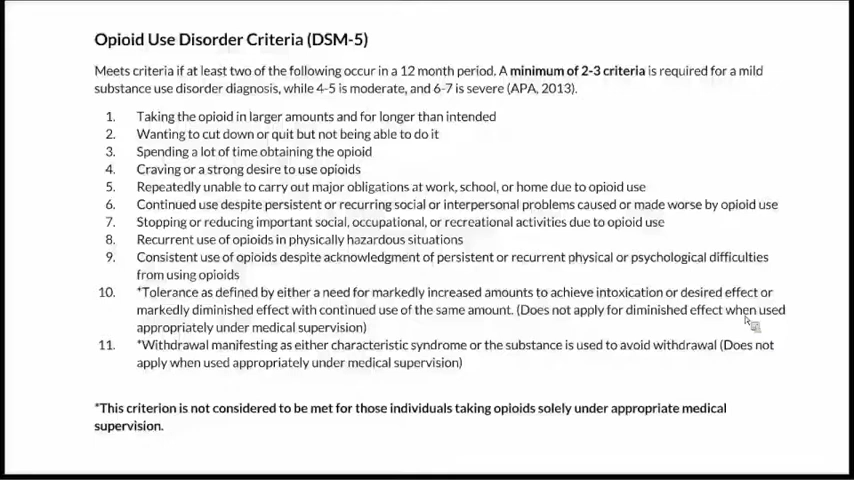 Opioid Use Disorder Criteria (DSM-5)
Meets criteria if at least two of the following occur in a 12 month period. A minimum of 2-3 criteria is required for a mild
substance use disorder diagnosis, while 4-5 is moderate, and 6-7 is severe (APA, 2013).
1. Taking the opioid in larger amounts and for longer than intended
2. Wanting to cut down or quit but not being able to do it
3. Spending a lot of time obtaining the opioid
4. Craving or a strong desire to use opioids
5. Repeatedly unable to carry out major obligations at work, school, or home due to opioid use
6. Continued use despite persistent or recurring social or interpersonal problems caused or made worse by opioid use
7. Stopping or reducing important social, occupational, or recreational activities due to opioid use
8. Recurrent use of opioids in physically hazardous situations
9. Consistent use of opioids despite acknowledgment of persistent or recurrent physical or psychological difficulties
from using opioids
10. *Tolerance as defined by either a need for markedly increased amounts to achieve intoxication or desired effect or
markedly diminished effect with continued use of the same amount. (Does not apply for diminished effect when used
appropriately under medical supervision)
11. *Withdrawal manifesting as either characteristic syndrome or the substance is used to avoid withdrawal (Does not
apply when used appropriately under medical supervision)
*This criterion is not considered to be met for those individuals taking opioids solely under appropriate medical
supervision.